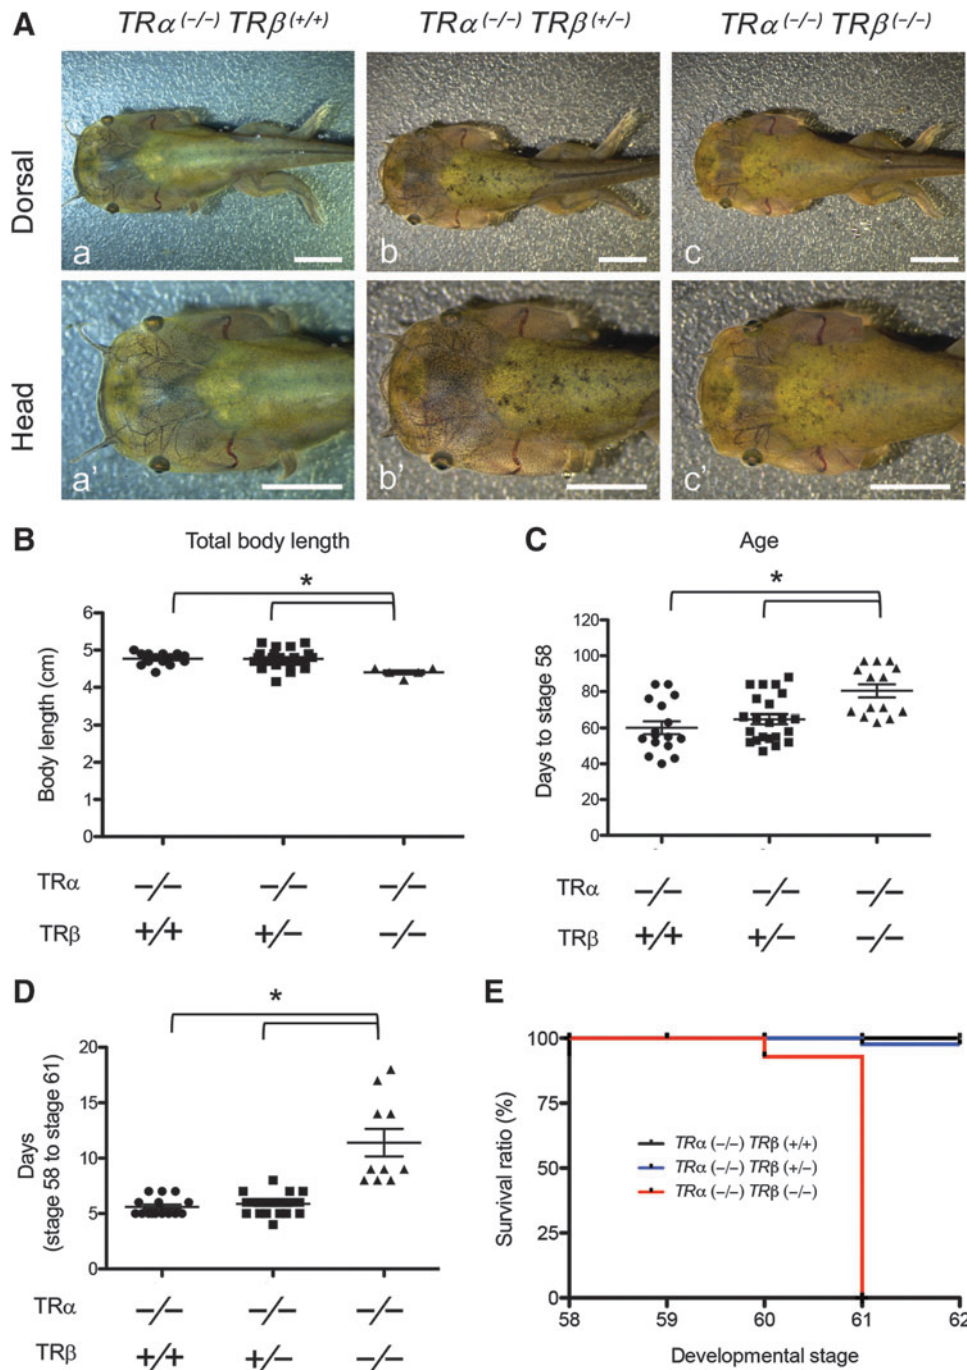 A TRα(−/−) TRβ(+/+) TRα(−/−) TRβ(+/−) TRα(−/−) TRβ(−/−)
Dorsal
a b c
Head
a' b' c'
B Total body length
*
6
5
4
3
2
1
0
Body length (cm)
TRα −/− −/− −/−
TRβ +/+ +/− −/−
C Age
*
120
100
80
60
40
20
0
Days to stage 58
TRα −/− −/− −/−
TRβ +/+ +/− −/−
D
*
20
15
10
5
0
Days
(stage 58 to stage 61)
TRα −/− −/− −/−
TRβ +/+ +/− −/−
E
100
75
50
25
0
Survival ratio (%)
TRα (−/−) TRβ (+/+)
TRα (−/−) TRβ (+/−)
TRα (−/−) TRβ (−/−)
58 59 60 61 62
Developmental stage